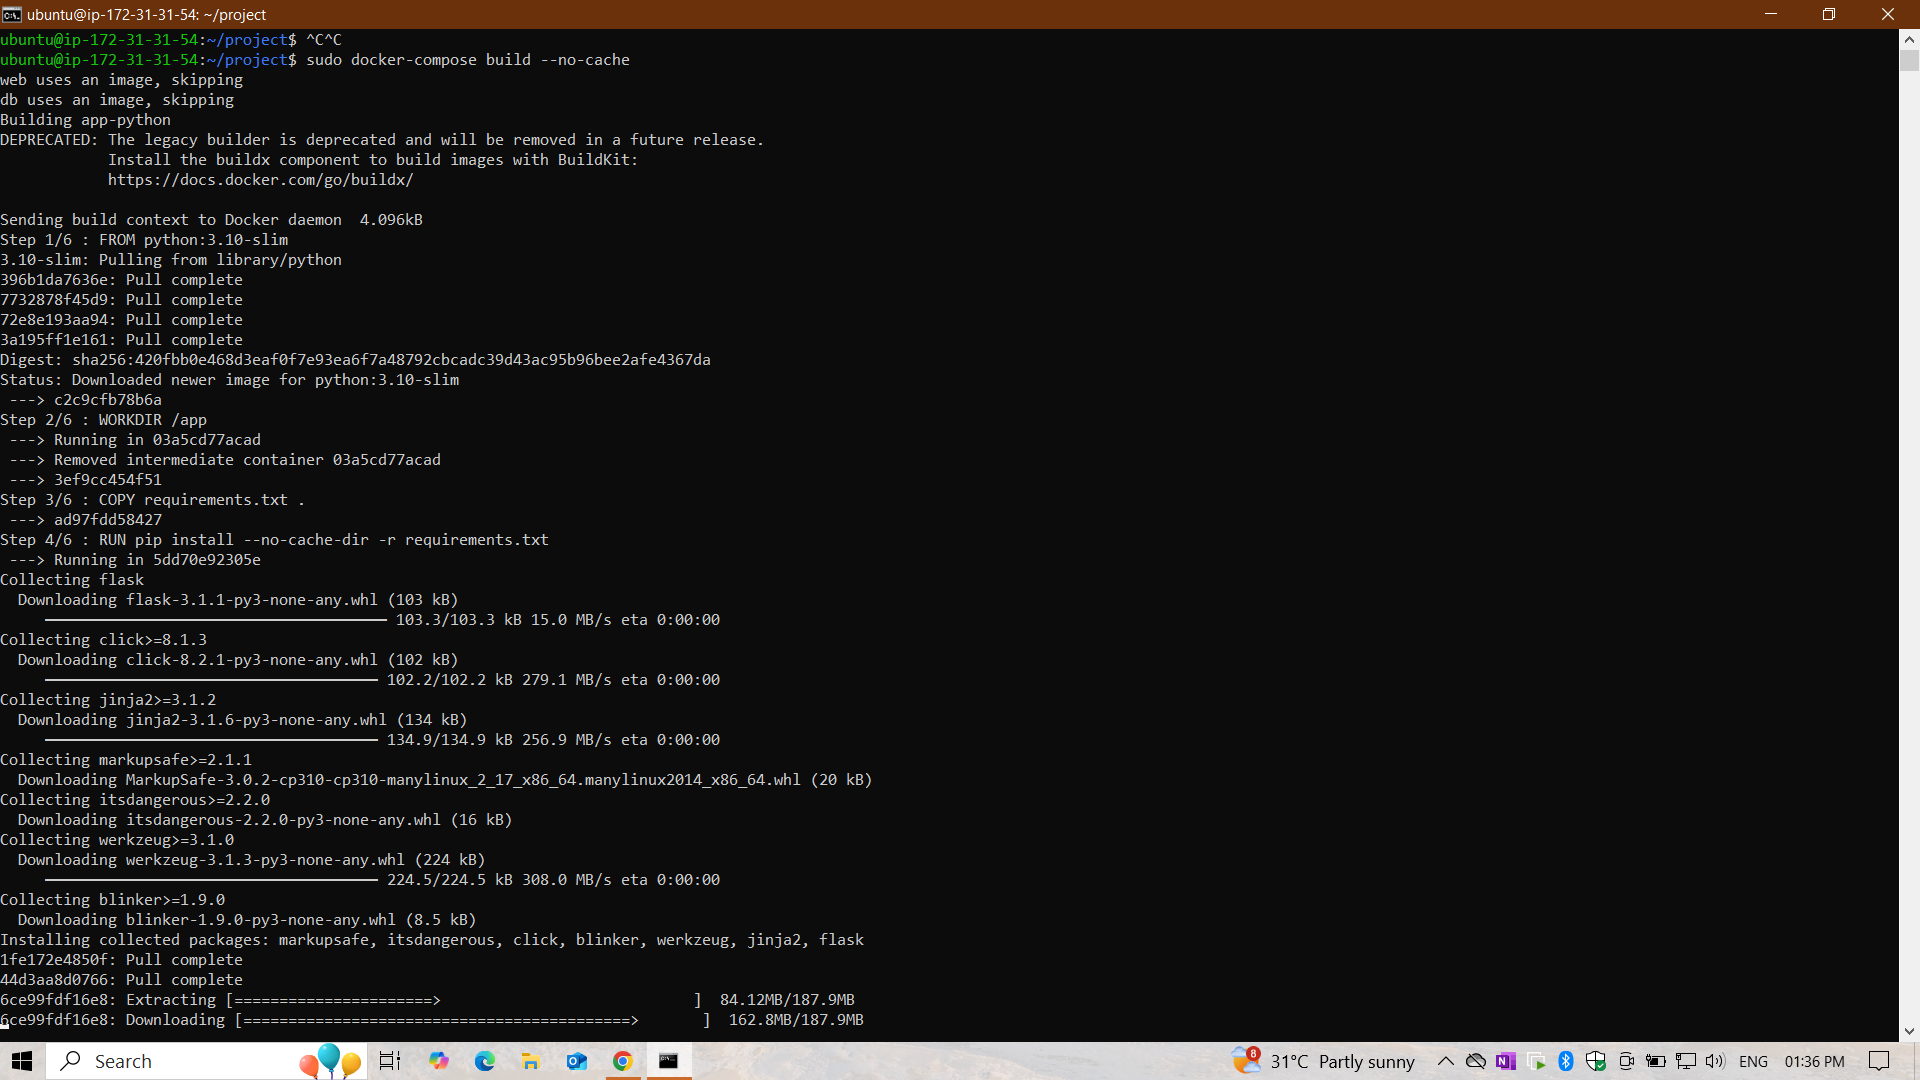 ubuntu@ip-172-31-31-54: ~/project
ubuntu@ip-172-31-31-54:~/project$ ^C^C
ubuntu@ip-172-31-31-54:~/project$ sudo docker-compose build --no-cache
web uses an image, skipping
db uses an image, skipping
Building app-python
DEPRECATED: The legacy builder is deprecated and will be removed in a future release.
            Install the buildx component to build images with BuildKit:
            https://docs.docker.com/go/buildx/

Sending build context to Docker daemon  4.096kB
Step 1/6 : FROM python:3.10-slim
3.10-slim: Pulling from library/python
396b1da7636e: Pull complete
7732878f45d9: Pull complete
72e8e193aa94: Pull complete
3a195ff1e161: Pull complete
Digest: sha256:420fbb0e468d3eaf0f7e93ea6f7a48792cbcadc39d43ac95b96bee2afe4367da
Status: Downloaded newer image for python:3.10-slim
 ---> c2c9cfb78b6a
Step 2/6 : WORKDIR /app
 ---> Running in 03a5cd77acad
 ---> Removed intermediate container 03a5cd77acad
 ---> 3ef9cc454f51
Step 3/6 : COPY requirements.txt .
 ---> ad97fdd58427
Step 4/6 : RUN pip install --no-cache-dir -r requirements.txt
 ---> Running in 5dd70e92305e
Collecting flask
  Downloading flask-3.1.1-py3-none-any.whl (103 kB)
     103.3/103.3 kB 15.0 MB/s eta 0:00:00
Collecting click>=8.1.3
  Downloading click-8.2.1-py3-none-any.whl (102 kB)
     102.2/102.2 kB 279.1 MB/s eta 0:00:00
Collecting jinja2>=3.1.2
  Downloading jinja2-3.1.6-py3-none-any.whl (134 kB)
     134.9/134.9 kB 256.9 MB/s eta 0:00:00
Collecting markupsafe>=2.1.1
  Downloading MarkupSafe-3.0.2-cp310-cp310-manylinux_2_17_x86_64.manylinux2014_x86_64.whl (20 kB)
Collecting itsdangerous>=2.2.0
  Downloading itsdangerous-2.2.0-py3-none-any.whl (16 kB)
Collecting werkzeug>=3.1.0
  Downloading werkzeug-3.1.3-py3-none-any.whl (224 kB)
     224.5/224.5 kB 308.0 MB/s eta 0:00:00
Collecting blinker>=1.9.0
  Downloading blinker-1.9.0-py3-none-any.whl (8.5 kB)
Installing collected packages: markupsafe, itsdangerous, click, blinker, werkzeug, jinja2, flask
1fe172e4850f: Pull complete
44d3aa8d0766: Pull complete
6ce99fdf16e8: Extracting [======================>                            ]  84.12MB/187.9MB
6ce99fdf16e8: Downloading [===========================================>       ]  162.8MB/187.9MB
Search
8
31°C Partly sunny
ENG
01:36 PM